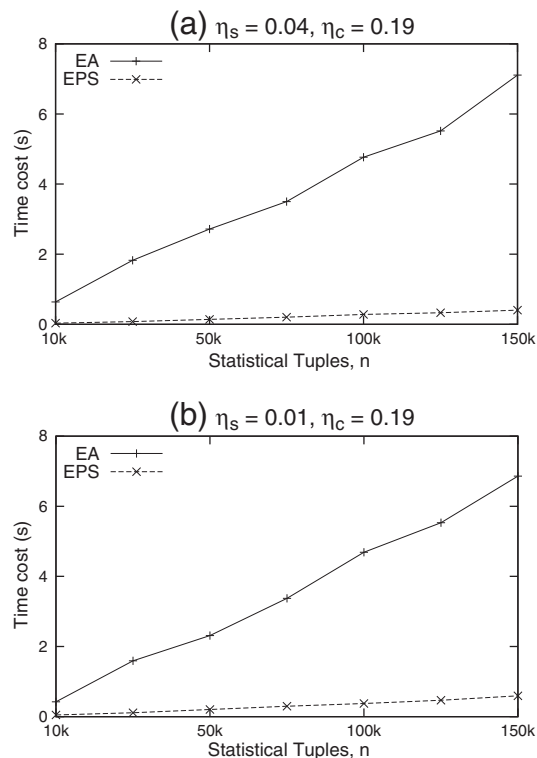 (a) ηs = 0.04, ηc = 0.19
8
EA
EPS
6
Time cost (s)
4
2
0
10k 50k 100k 150k
Statistical Tuples, n
(b) ηs = 0.01, ηc = 0.19
8
EA
EPS
6
Time cost (s)
4
2
0
10k 50k 100k 150k
Statistical Tuples, n